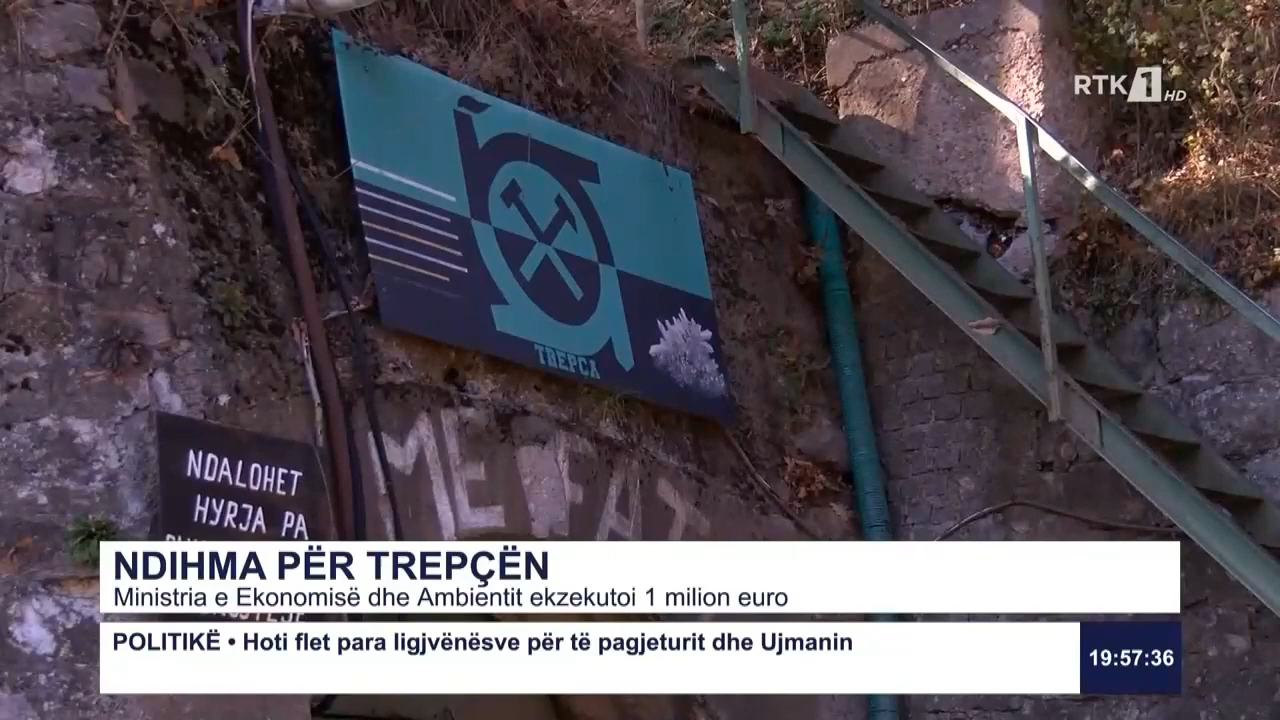 RTK 1 HD
TREPCA
NDALOHET
HYRJA PA
ME FAT
NDIHMA PËR TREPÇËN
Ministria e Ekonomisë dhe Ambientit ekzekutoi 1 milion euro
POLITIKË • Hoti flet para ligjvënësve për të pagjeturit dhe Ujmanin
19:57:36